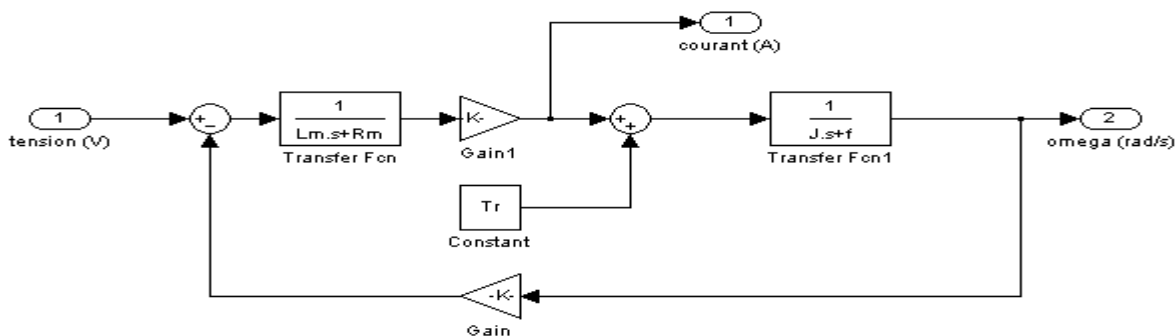 1
courant (A)
1
tension (V)
+
−
1
Lm.s+Rm
Transfer Fcn
K-
Gain1
+
+
1
J.s+f
Transfer Fcn1
2
omega (rad/s)
Tr
Constant
-K-
Gain